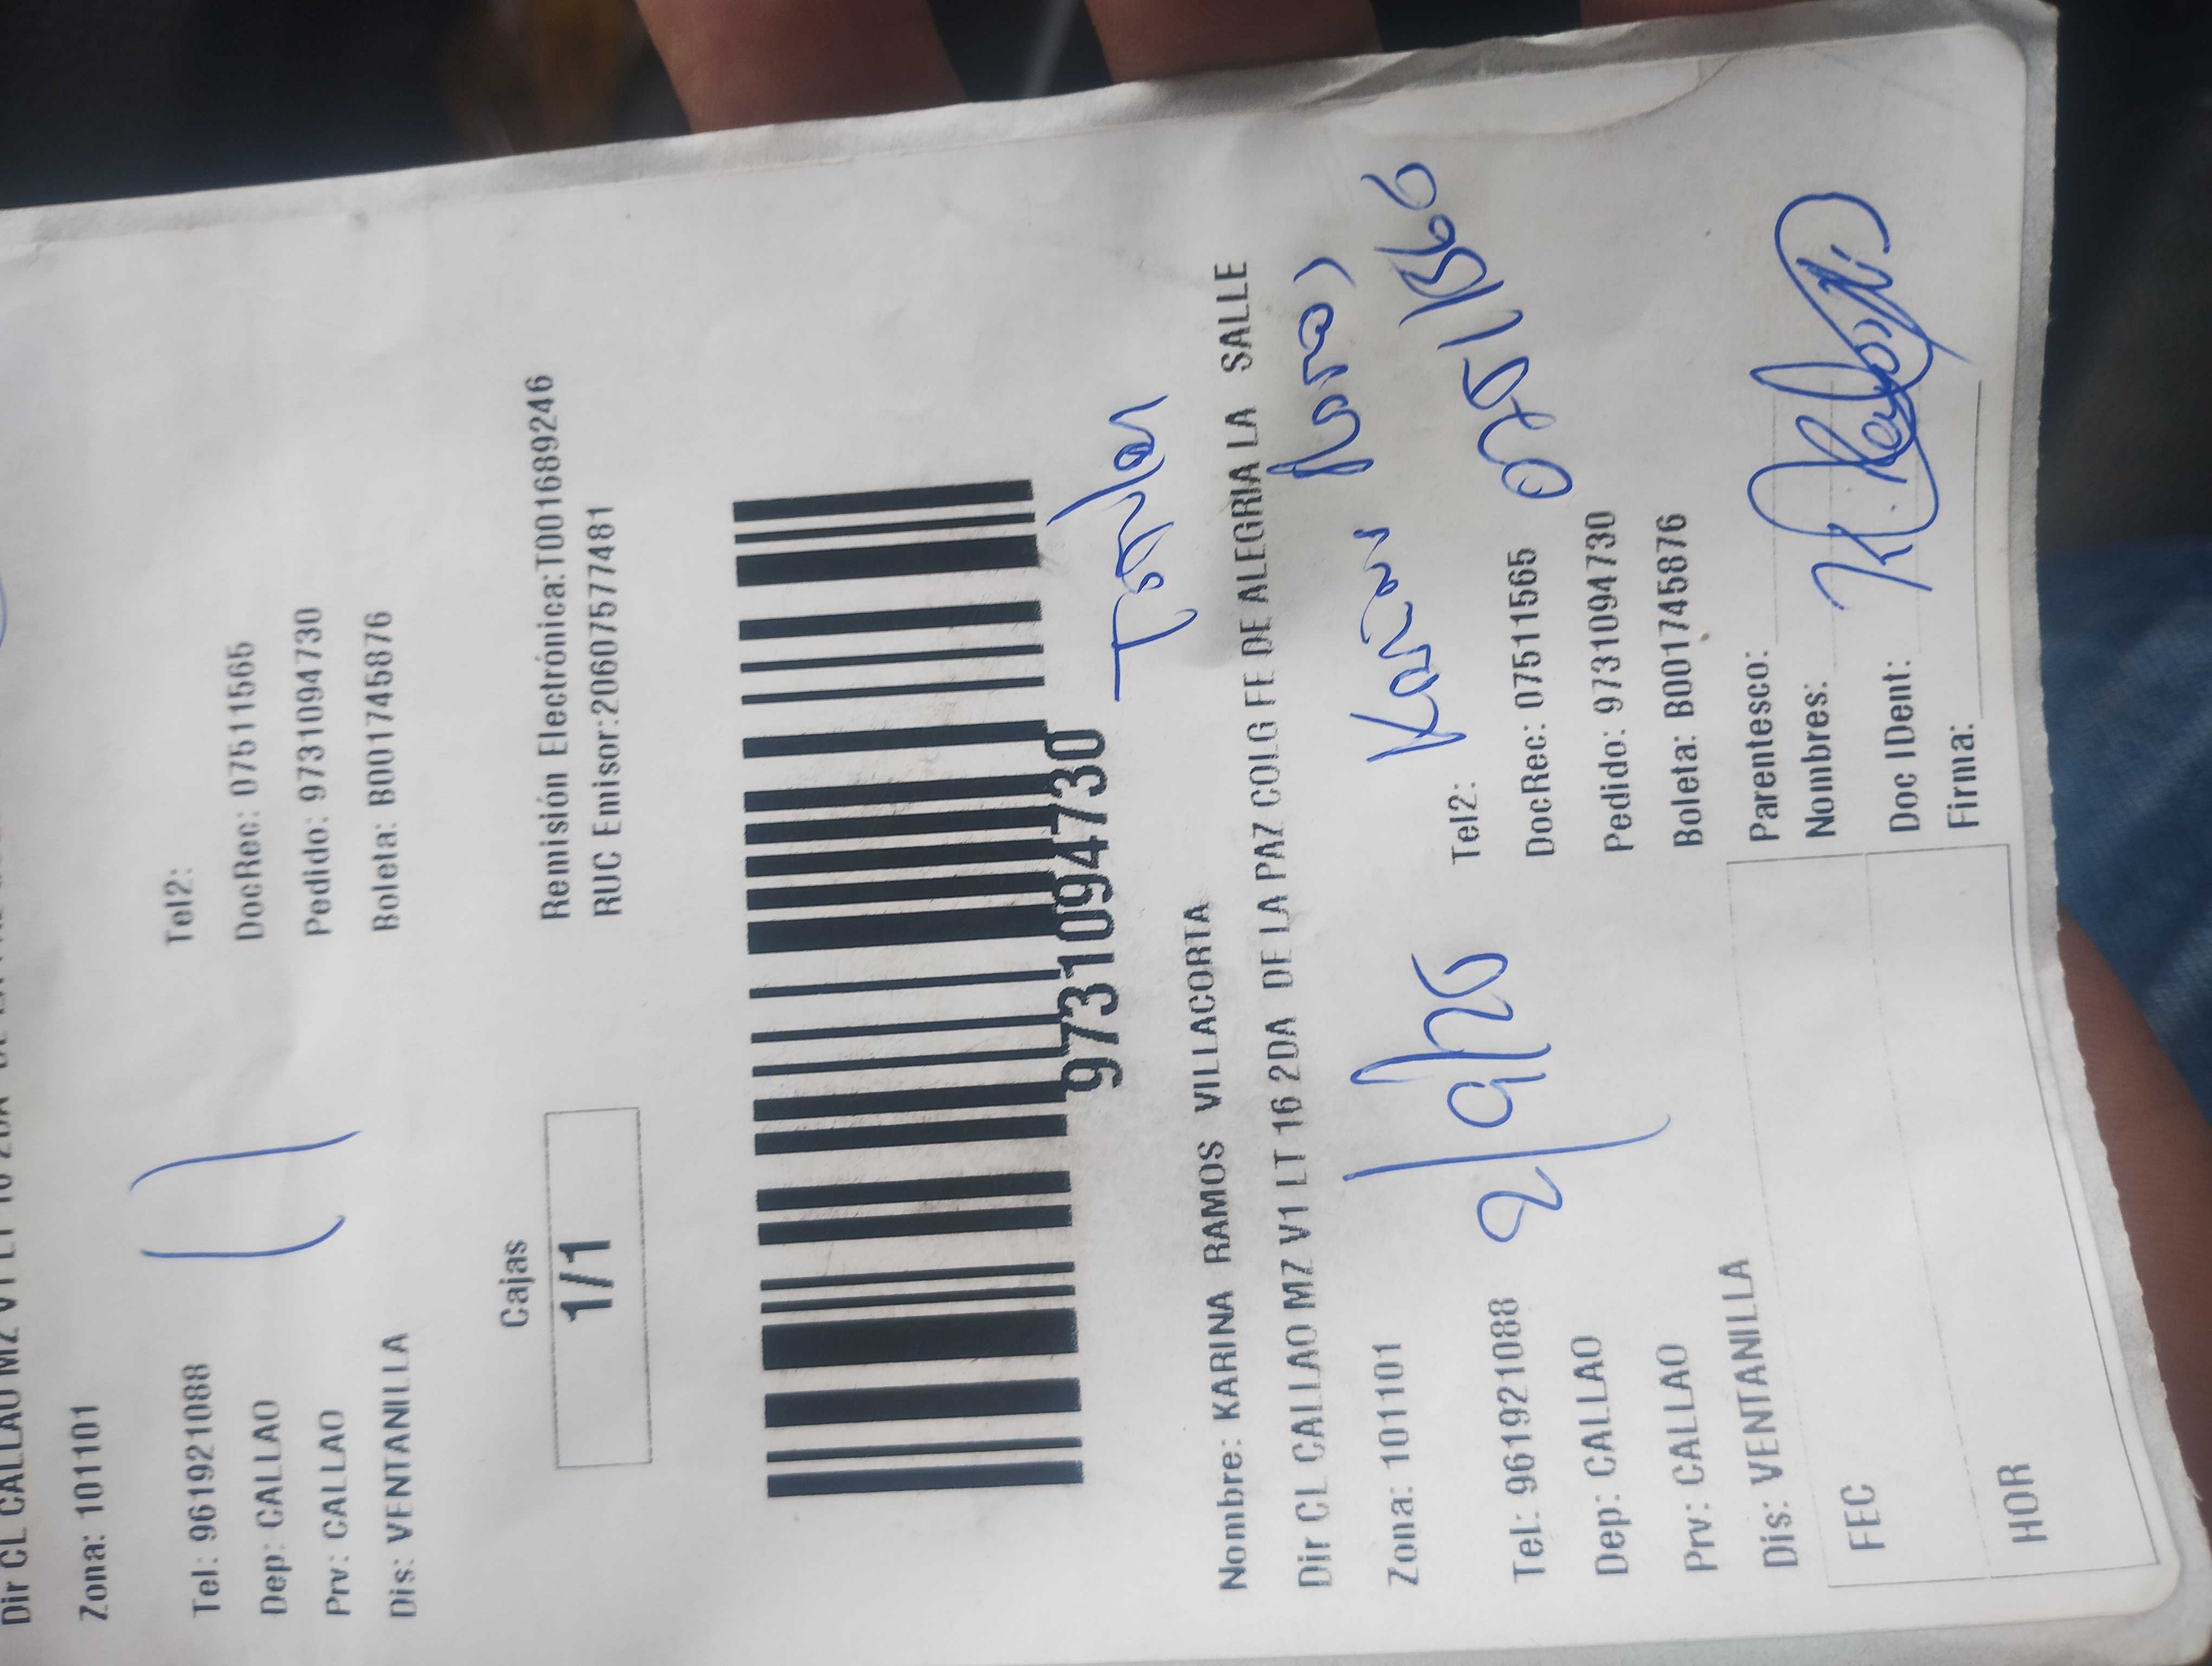 Dir CL CALLAO MZ V1 LT 16 2DA
Zona: 101101
Tel: 961921088 Tel2:
Dep: CALLAO DocRec: 07511565
Prv: CALLAO Pedido: 9731094730
Dis: VENTANILLA Boleta: B001745876
Cajas
1/1
Remisión Electrónica:T001689246
RUC Emisor:20607577481
9731094730
Nombre: KARINA RAMOS VILLACORTA
Dir CL CALLAO MZ V1 LT 16 2DA DE LA PAZ COLG FE DE ALEGRIA LA SALLE
Zona: 101101
Karina Ramos
Tel: 961921088 Tel2:
Dep: CALLAO DocRec: 07511565
Prv: CALLAO Pedido: 9731094730
Dis: VENTANILLA Boleta: B001745876
FEC
HOR
Parentesco:
Nombres:
Doc IDent:
Firma: